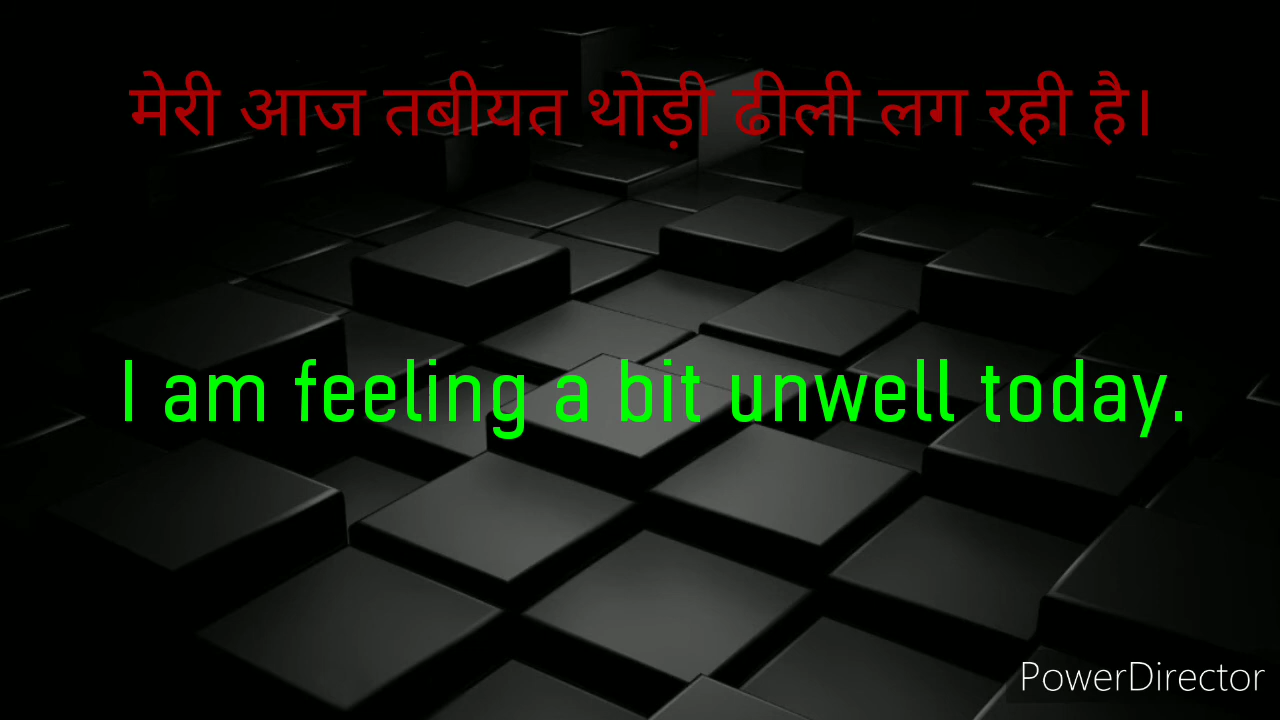 मेरी आज तबीयत थोड़ी ढीली लग रही है।
I am feeling a bit unwell today.
PowerDirector